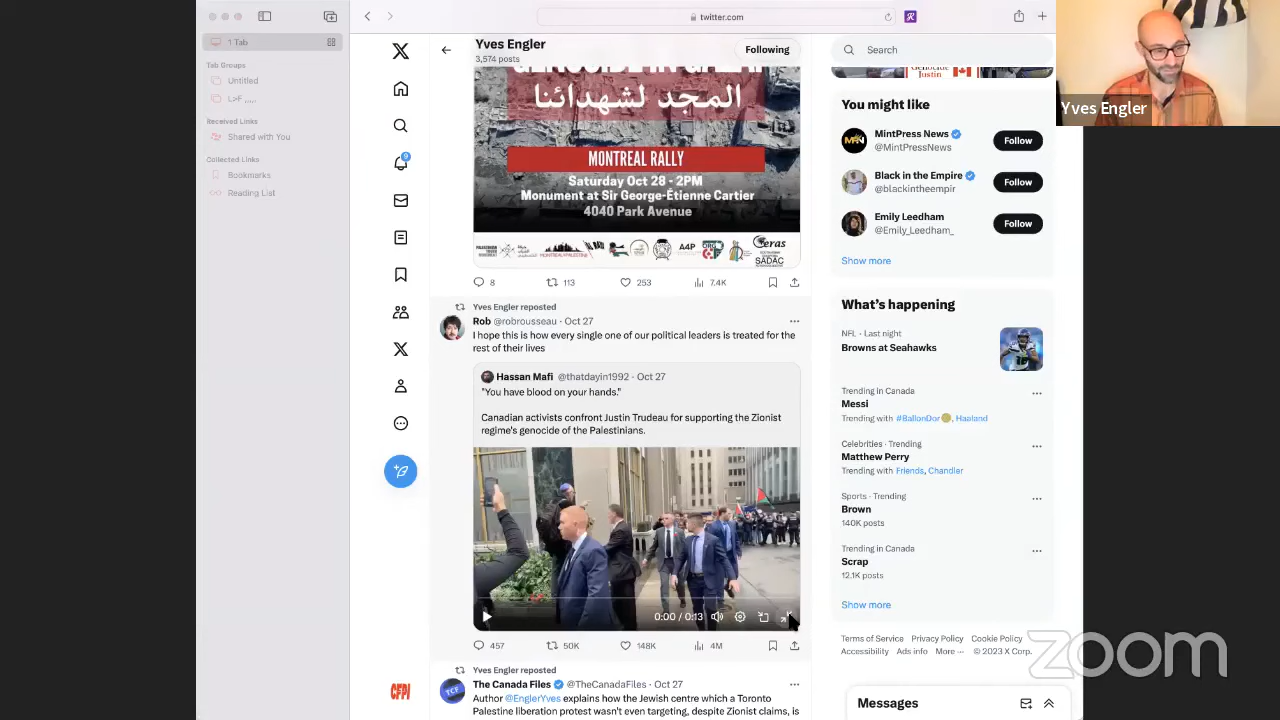 twitter.com
1 Tab
Tab Groups
Untitled
L>F ,,,,,
Received Links
Shared with You
Collected Links
Bookmarks
Reading List
Yves Engler
3,574 posts
Following
المجد لشهدائنا
MONTREAL RALLY
Saturday Oct 28 - 2PM
Monument at Sir George-Étienne Cartier
4040 Park Avenue
A4P
ceras
SADAC
8
113
253
7.4K
Yves Engler reposted
Rob @robrousseau · Oct 27
I hope this is how every single one of our political leaders is treated for the
rest of their lives
Hassan Mafi @thatdayin1992 · Oct 27
"You have blood on your hands."
Canadian activists confront Justin Trudeau for supporting the Zionist
regime's genocide of the Palestinians.
0:00 / 0:13
457
50K
148K
4M
Yves Engler reposted
The Canada Files @TheCanadaFiles · Oct 27
Author @EnglerYves explains how the Jewish centre which a Toronto
Palestine liberation protest wasn't even targeting, despite Zionist claims, is
9
CFPI
Search
Genocide
Justin
You might like
MintPress News
@MintPressNews
Follow
Black in the Empire
@blackintheempir
Follow
Emily Leedham
@Emily_Leedham_
Follow
Show more
What's happening
NFL · Last night
Browns at Seahawks
Trending in Canada
Messi
Trending with #BallonDor, Haaland
Celebrities · Trending
Matthew Perry
Trending with Friends, Chandler
Sports · Trending
Brown
140K posts
Trending in Canada
Scrap
12.1K posts
Show more
Terms of Service Privacy Policy Cookie Policy
Accessibility Ads info More ··· © 2023 X Corp.
Messages
Yves Engler
zoom